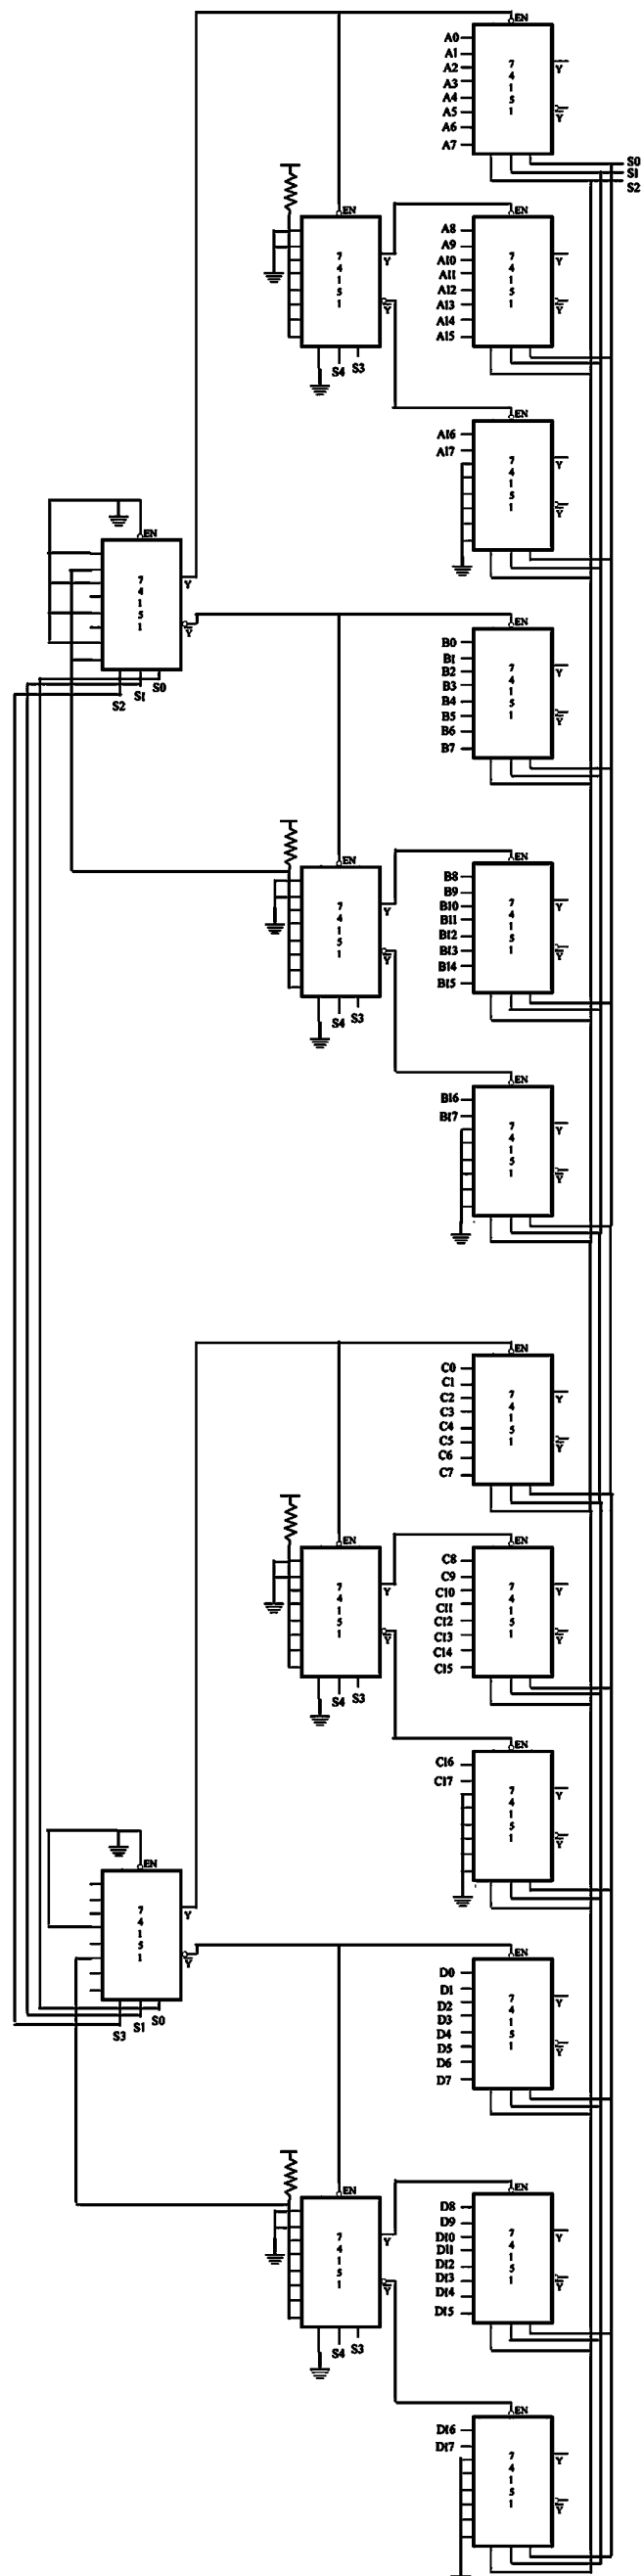 EN
A0
A1
A2
A3
A4
A5
A6
A7
7
4
1
5
1
Y
Y
S0
S1
S2
EN
7
4
1
5
1
Y
Y
S4
S3
EN
A8
A9
A10
A11
A12
A13
A14
A15
7
4
1
5
1
Y
Y
EN
A16
A17
7
4
1
5
1
Y
Y
EN
7
4
1
5
1
Y
Y
S2
S1
S0
EN
B0
B1
B2
B3
B4
B5
B6
B7
7
4
1
5
1
Y
Y
EN
7
4
1
5
1
Y
Y
S4
S3
EN
B8
B9
B10
B11
B12
B13
B14
B15
7
4
1
5
1
Y
Y
EN
B16
B17
7
4
1
5
1
Y
Y
EN
C0
C1
C2
C3
C4
C5
C6
C7
7
4
1
5
1
Y
Y
EN
7
4
1
5
1
Y
Y
S4
S3
EN
C8
C9
C10
C11
C12
C13
C14
C15
7
4
1
5
1
Y
Y
EN
C16
C17
7
4
1
5
1
Y
Y
EN
7
4
1
5
1
Y
Y
S3
S1
S0
EN
D0
D1
D2
D3
D4
D5
D6
D7
7
4
1
5
1
Y
Y
EN
7
4
1
5
1
Y
Y
S4
S3
EN
D8
D9
D10
D11
D12
D13
D14
D15
7
4
1
5
1
Y
Y
EN
D16
D17
7
4
1
5
1
Y
Y